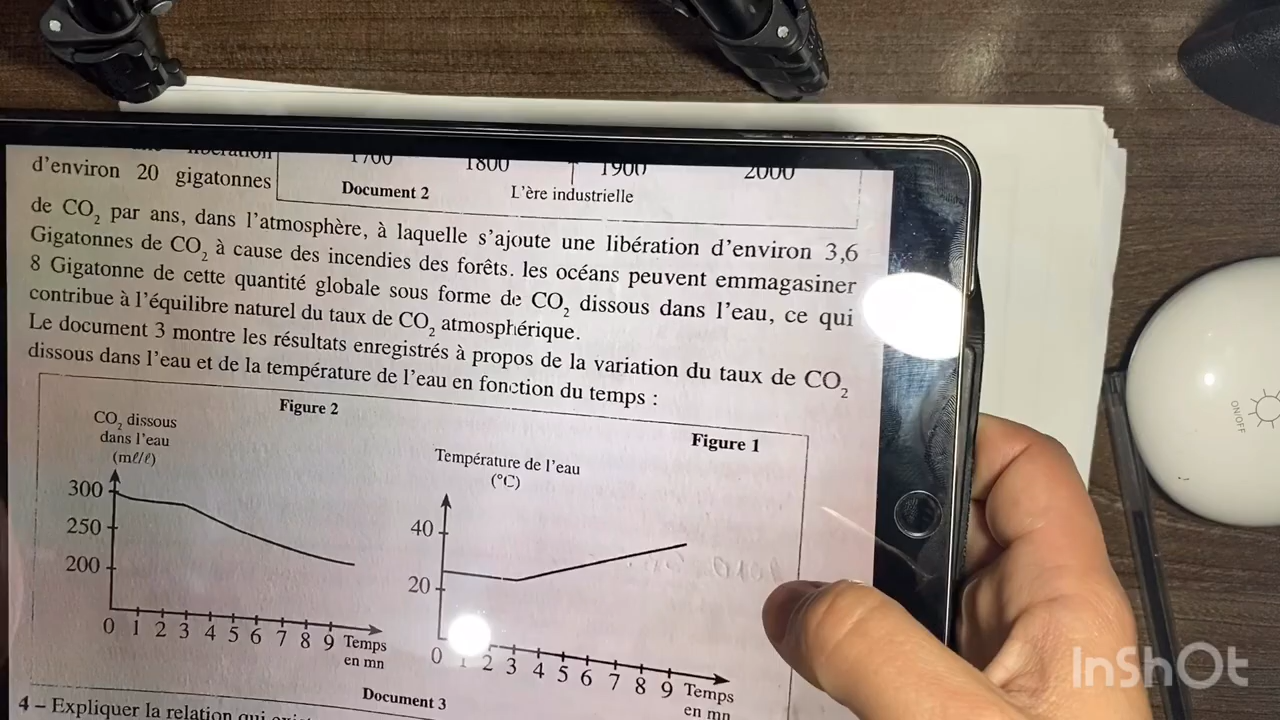 libération
d'environ 20 gigatonnes
1700 1800 1900 2000
Document 2 L'ère industrielle
de CO₂ par ans, dans l'atmosphère, à laquelle s'ajoute une libération d'environ 3,6
Gigatonnes de CO₂ à cause des incendies des forêts. les océans peuvent emmagasiner
8 Gigatonne de cette quantité globale sous forme de CO₂ dissous dans l'eau, ce qui
contribue à l'équilibre naturel du taux de CO₂ atmosphérique.
Le document 3 montre les résultats enregistrés à propos de la variation du taux de CO₂
dissous dans l'eau et de la température de l'eau en fonction du temps :
Figure 2
CO₂ dissous
dans l'eau
(mℓ/ℓ)
300
250
200
0 1 2 3 4 5 6 7 8 9 Temps
en mn
Figure 1
Température de l'eau
(°C)
40
20
0 1 2 3 4 5 6 7 8 9 Temps
en mn
Document 3
4 – Expliquer la relation qui
ON/OFF
InShOt